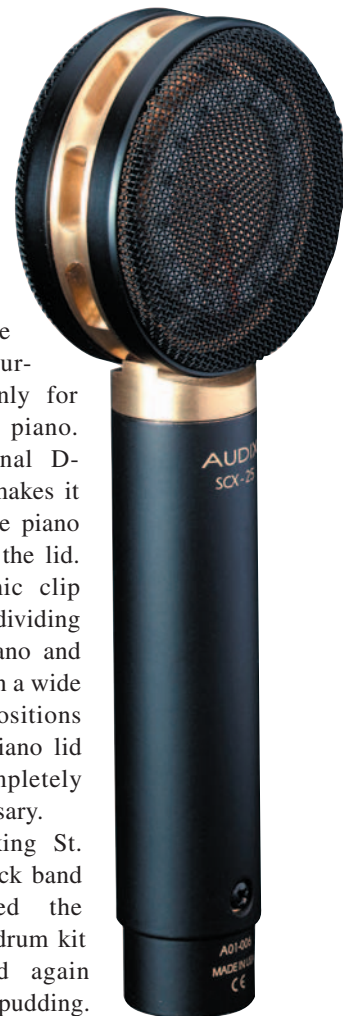 e
ur-
nly for
piano.
nal D-
makes it
e piano
the lid.
nic clip
dividing
ano and
h a wide
ositions
iano lid
mpletely
sary.
king St.
ck band
ed the
drum kit
d again
pudding.
AUDIX
SCX-25
A01-006
MADE IN USA
CE